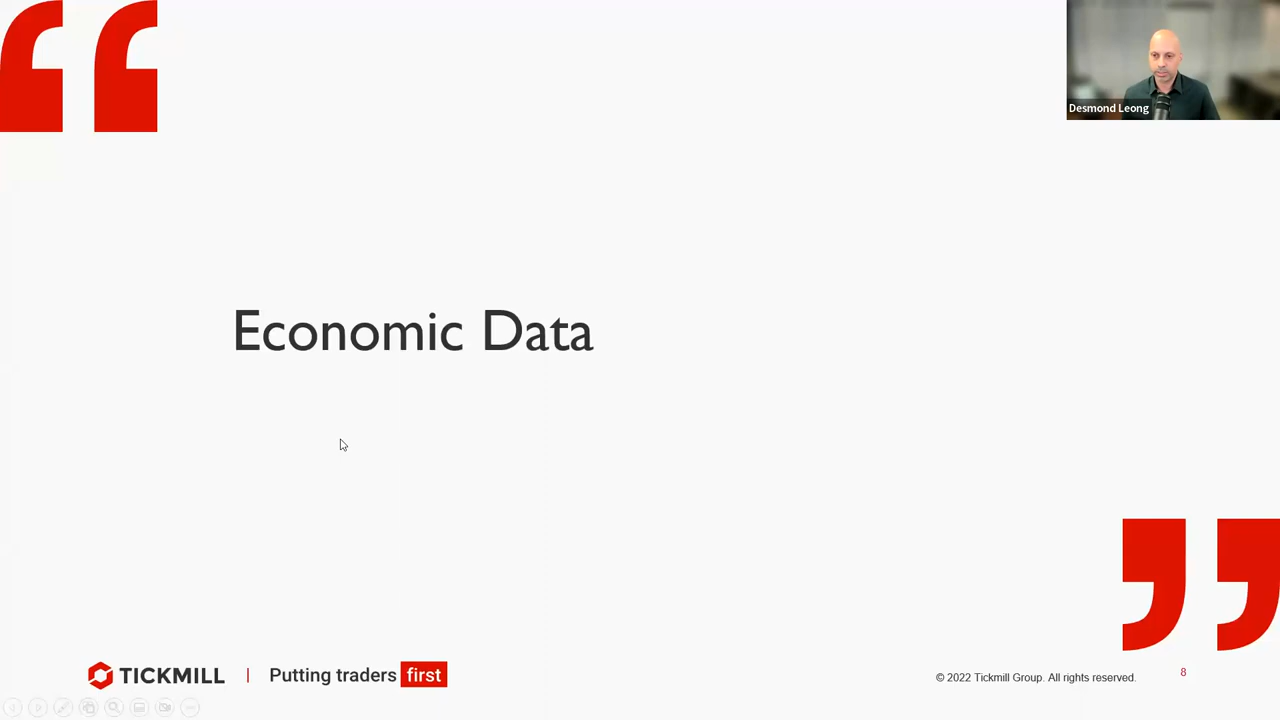 Desmond Leong
Economic Data
TICKMILL | Putting traders first
© 2022 Tickmill Group. All rights reserved.
8